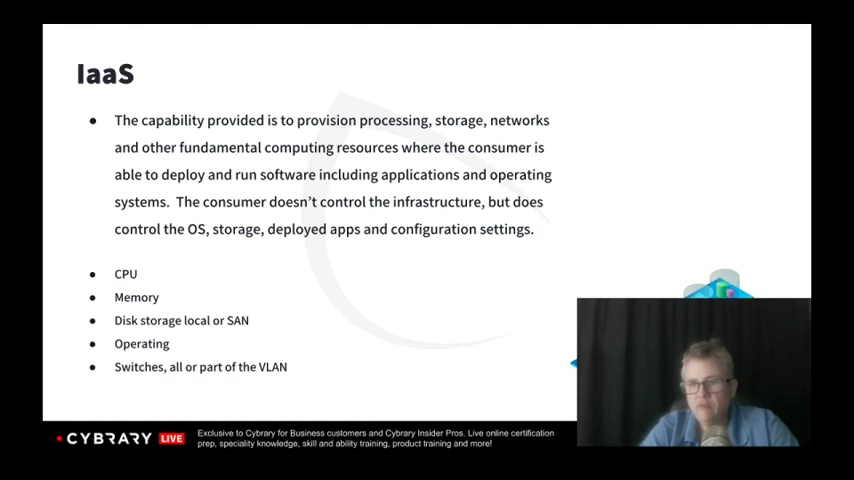 IaaS
• The capability provided is to provision processing, storage, networks
and other fundamental computing resources where the consumer is
able to deploy and run software including applications and operating
systems.  The consumer doesn't control the infrastructure, but does
control the OS, storage, deployed apps and configuration settings.
• CPU
• Memory
• Disk storage local or SAN
• Operating
• Switches, all or part of the VLAN
CYBRARY LIVE
Exclusive to Cybrary for Business customers and Cybrary Insider Pros. Live online certification
prep, speciality knowledge, skill and ability training, product training and more!